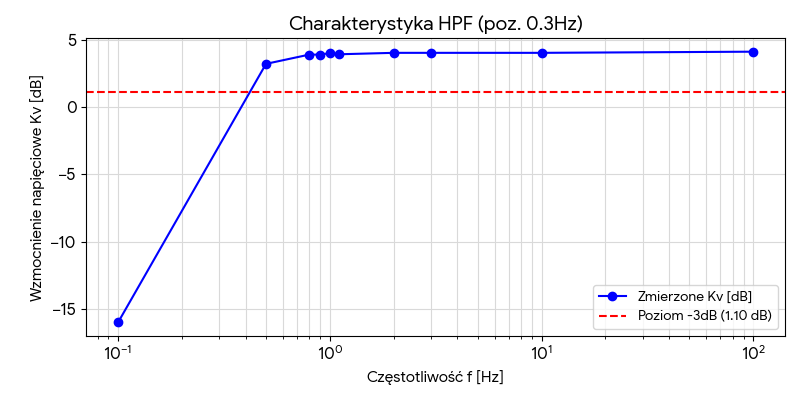 Charakterystyka HPF (poz. 0.3Hz)
Wzmocnienie napięciowe Kv [dB]
5
0
−5
−10
−15
Zmierzone Kv [dB]
Poziom -3dB (1.10 dB)
10⁻¹ 10⁰ 10¹ 10²
Częstotliwość f [Hz]